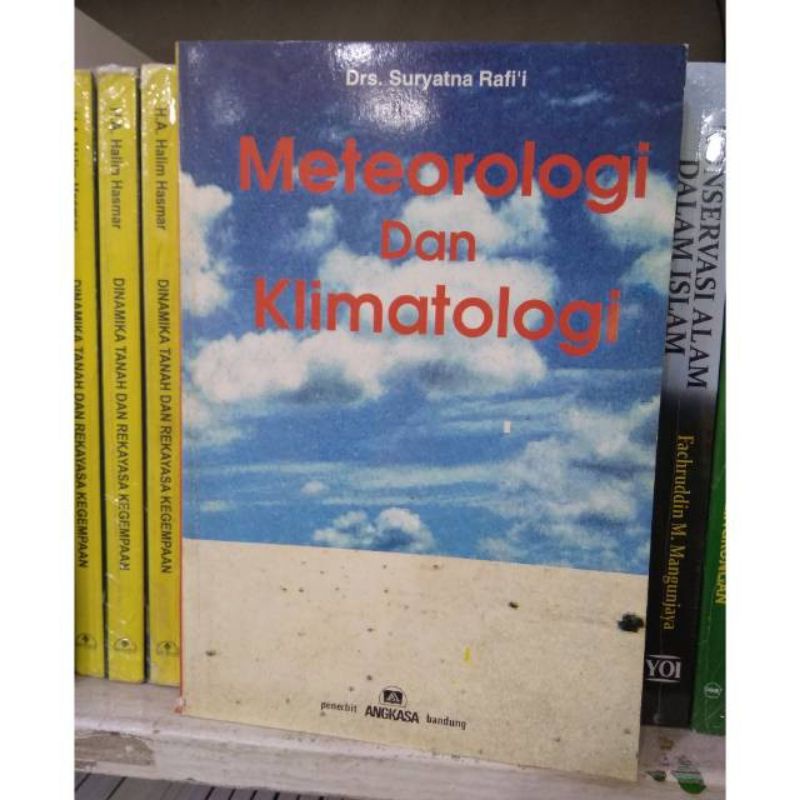 Drs. Suryatna Rafi'i
Meteorologi
Dan
Klimatologi
penerbit ANGKASA bandung
DINAMIKA TANAH DAN REKAYASA KEGEMPAAN
H.A. Halim Hasmar
DINAMIKA TANAH DAN REKAYASA KEGEMPAAN
H.A. Halim Hasmar
DINAMIKA TANAH DAN REKAYASA KEGEMPAAN
NSERVASI ALAM
DALAM ISLAM
Fachruddin M. Mangunjaya
YOI